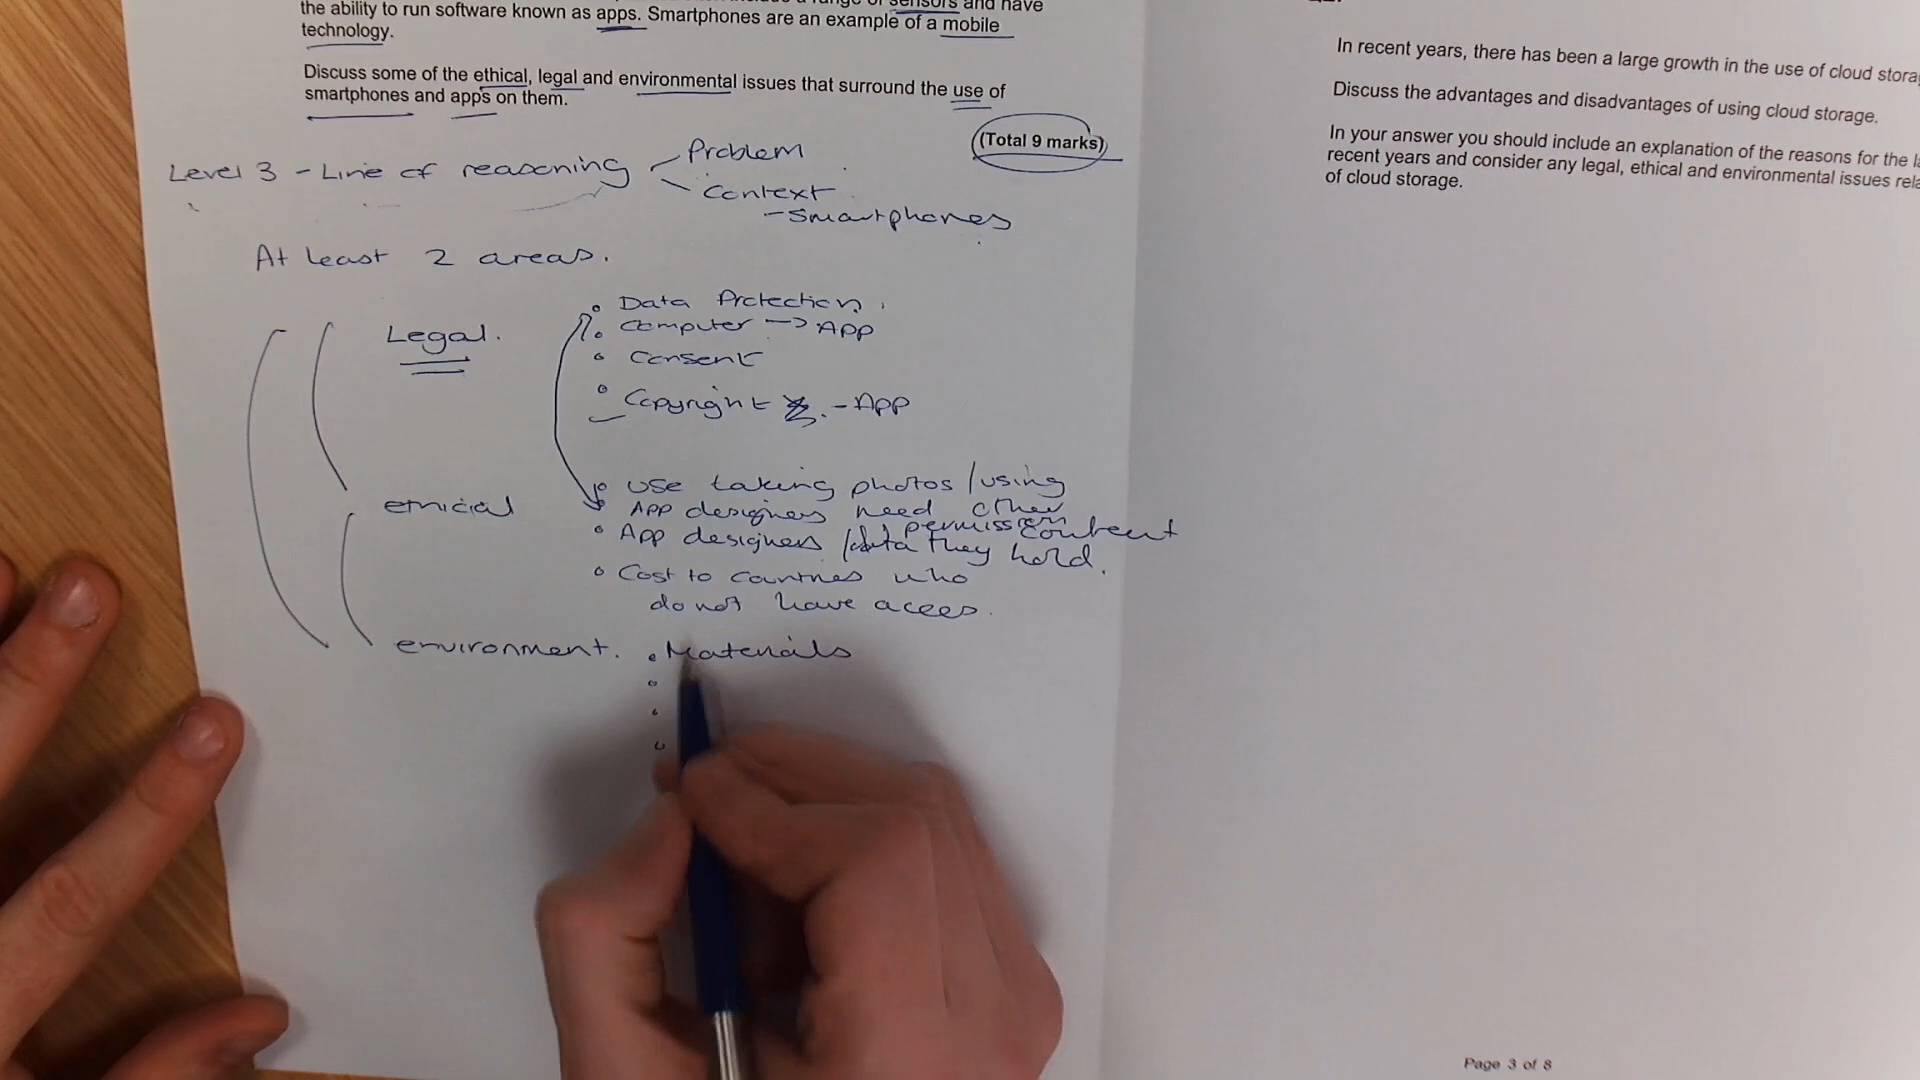 sensors and have
the ability to run software known as apps. Smartphones are an example of a mobile
technology.
Discuss some of the ethical, legal and environmental issues that surround the use of
smartphones and apps on them.
(Total 9 marks)
Level 3 - Line of reasoning
Problem
Context
- Smartphones
At least 2 areas.
Legal.
Data Protection.
Computer -> App
Consent
Copyright - App
etnicial
use taking photos / using
App designers need other
permission content
App designers / data they hold.
Cost to countries who
do not have acees.
environment.
Materials
In recent years, there has been a large growth in the use of cloud stora
Discuss the advantages and disadvantages of using cloud storage.
In your answer you should include an explanation of the reasons for the l
recent years and consider any legal, ethical and environmental issues rela
of cloud storage.
Page 3 of 8